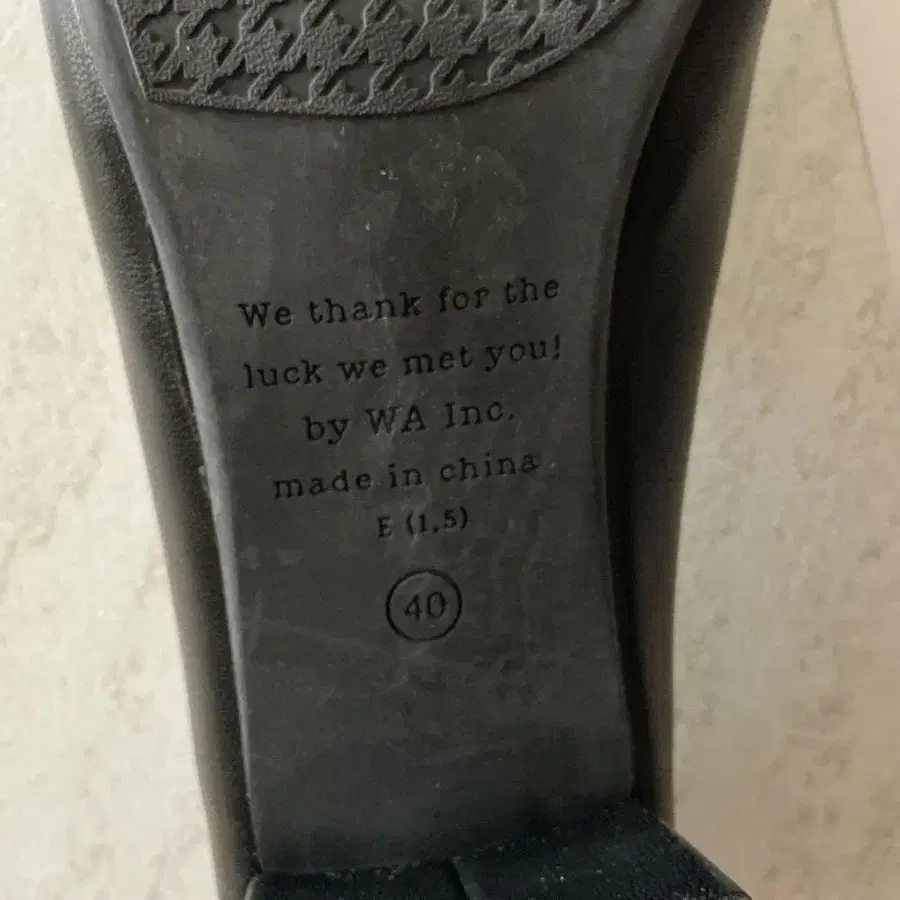 We thank for the
luck we met you!
by WA Inc.
made in china
E (1.5)
40